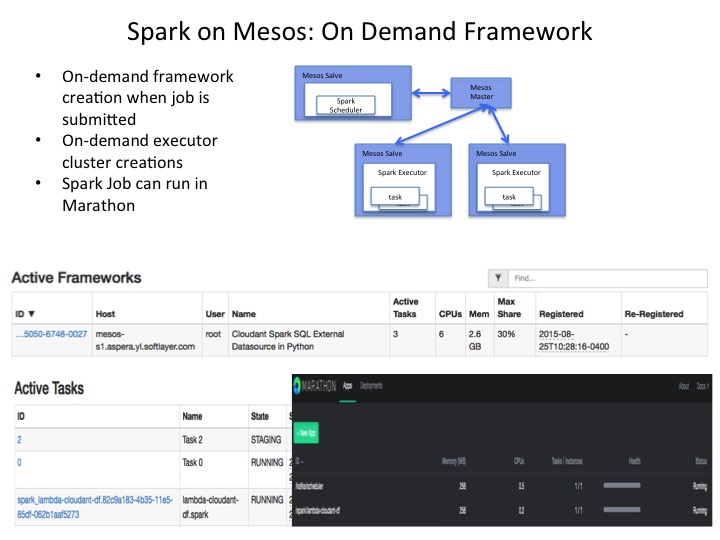 Spark on Mesos: On Demand Framework
• On-demand framework
creation when job is
submitted
• On-demand executor
cluster creations
• Spark Job can run in
Marathon
Mesos Salve
Spark
Scheduler
Mesos
Master
Mesos Salve
Spark Executor
task
Mesos Salve
Spark Executor
task
Active Frameworks
Find...
ID ▼ Host User Name Active Tasks CPUs Mem Max Share Registered Re-Registered
...5050-6748-0027 mesos-s1.aspera.yl.softlayer.com root Cloudant Spark SQL External Datasource in Python 3 6 2.6 GB 30% 2015-08-25T10:28:16-0400 -
Active Tasks
ID Name State S
2 Task 2 STAGING
0 Task 0 RUNNING 2
spark_lambda-cloudant-df.82c9a183-4b35-11e5-85df-062b1aaf5273 lambda-cloudant-df.spark RUNNING 2
MARATHON Apps Deployments About Docs
+ New App
ID Memory (MB) CPUs Tasks / Instances Health Status
/kafka/scheduler 256 0.5 1/1 Running
/spark/lambda-cloudant-df 256 0.2 1/1 Running